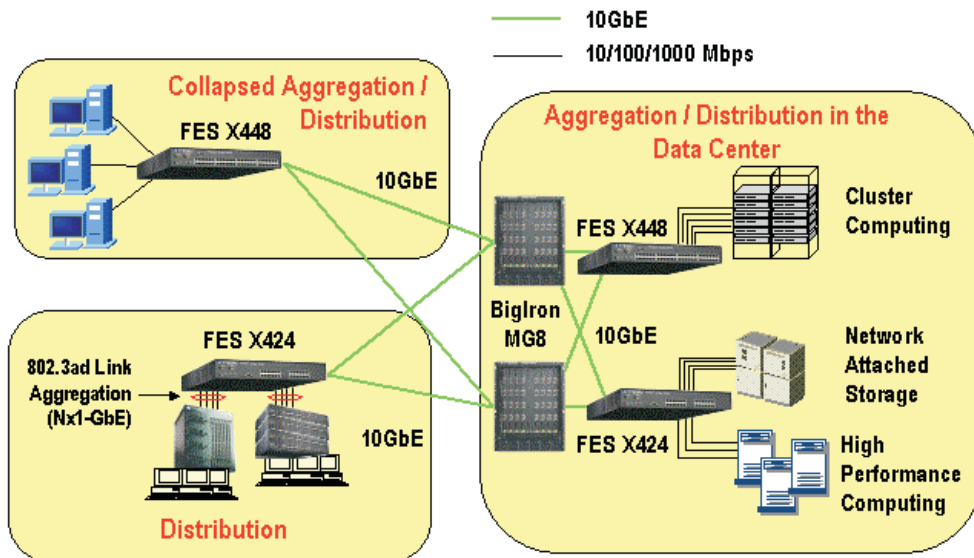 10GbE
10/100/1000 Mbps
Collapsed Aggregation /
Distribution
FES X448
10GbE
FES X424
802.3ad Link
Aggregation
(Nx1-GbE)
10GbE
Distribution
Aggregation / Distribution in the
Data Center
FES X448
Cluster
Computing
BigIron
MG8
10GbE
Network
Attached
Storage
FES X424
High
Performance
Computing